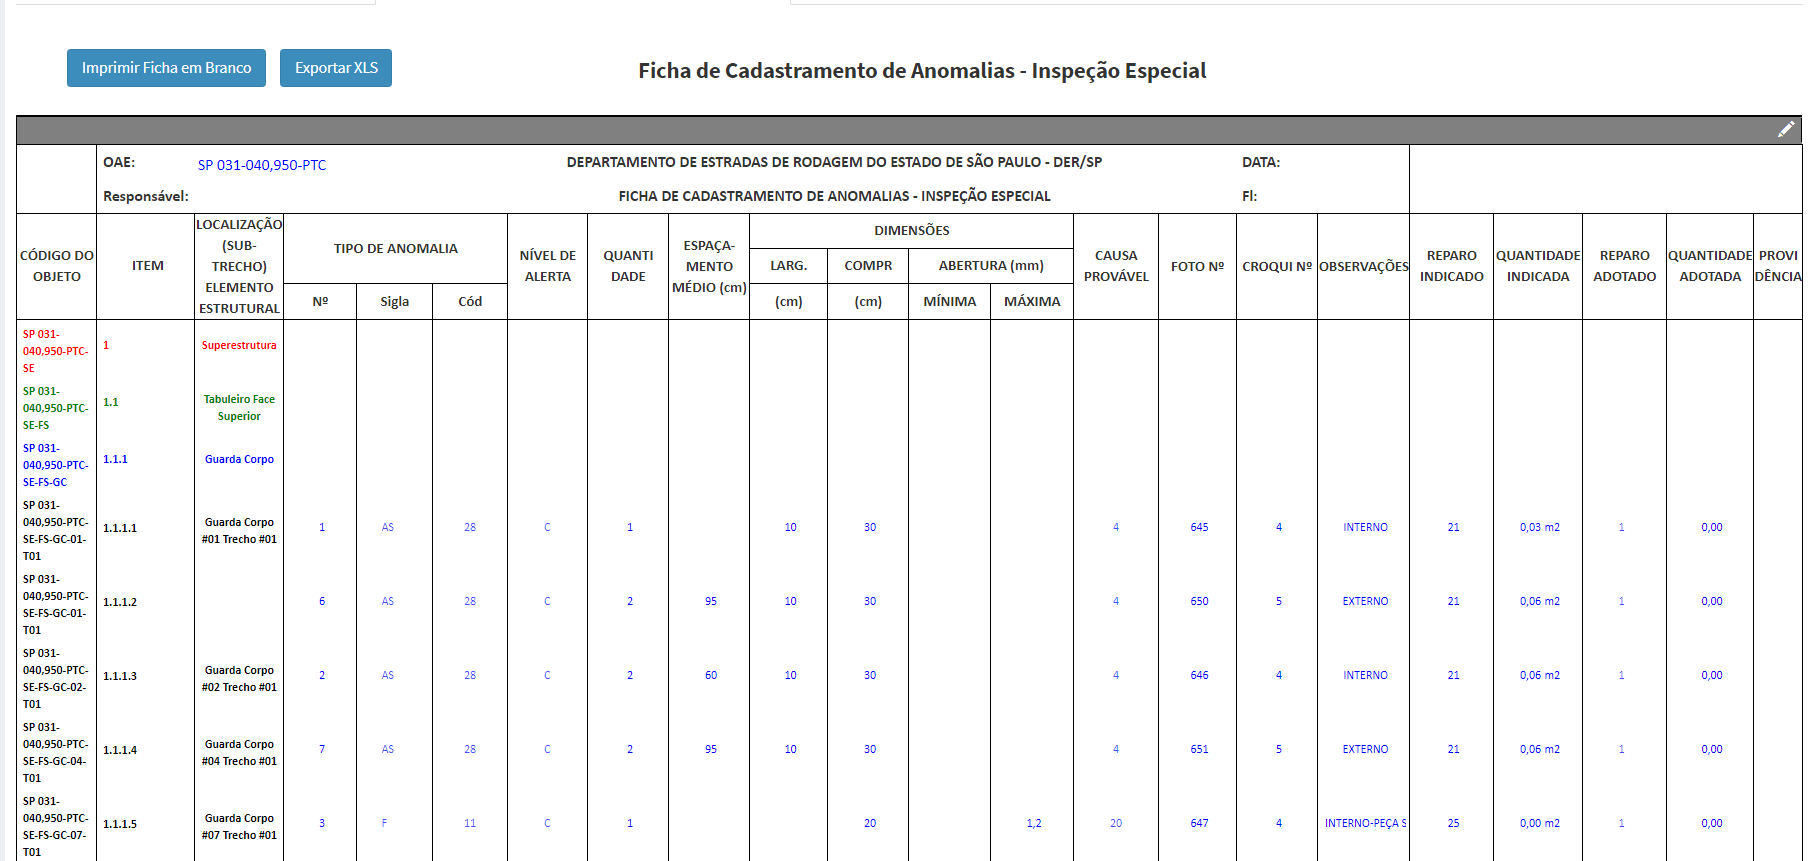 Imprimir Ficha em Branco
Exportar XLS
Ficha de Cadastramento de Anomalias - Inspeção Especial
OAE: SP 031-040,950-PTC DEPARTAMENTO DE ESTRADAS DE RODAGEM DO ESTADO DE SÃO PAULO - DER/SP DATA:
Responsável: FICHA DE CADASTRAMENTO DE ANOMALIAS - INSPEÇÃO ESPECIAL Fl:
CÓDIGO DO
OBJETO
ITEM
LOCALIZAÇÃO
(SUB-
TRECHO)
ELEMENTO
ESTRUTURAL
TIPO DE ANOMALIA
Nº Sigla Cód
NÍVEL DE
ALERTA
QUANTI
DADE
ESPAÇA-
MENTO
MÉDIO (cm)
DIMENSÕES
LARG. COMPR ABERTURA (mm)
(cm) (cm) MÍNIMA MÁXIMA
CAUSA
PROVÁVEL
FOTO Nº
CROQUI Nº
OBSERVAÇÕES
REPARO
INDICADO
QUANTIDADE
INDICADA
REPARO
ADOTADO
QUANTIDADE
ADOTADA
PROVI
DÊNCIA
SP 031-
040,950-PTC-
SE
1
Superestrutura
SP 031-
040,950-PTC-
SE-FS
1.1
Tabuleiro Face
Superior
SP 031-
040,950-PTC-
SE-FS-GC
1.1.1
Guarda Corpo
SP 031-
040,950-PTC-
SE-FS-GC-01-
T01
1.1.1.1
Guarda Corpo
#01 Trecho #01
1 AS 28 C 1 10 30 4 645 4 INTERNO 21 0,03 m2 1 0,00
SP 031-
040,950-PTC-
SE-FS-GC-01-
T01
1.1.1.2
6 AS 28 C 2 95 10 30 4 650 5 EXTERNO 21 0,06 m2 1 0,00
SP 031-
040,950-PTC-
SE-FS-GC-02-
T01
1.1.1.3
Guarda Corpo
#02 Trecho #01
2 AS 28 C 2 60 10 30 4 646 4 INTERNO 21 0,06 m2 1 0,00
SP 031-
040,950-PTC-
SE-FS-GC-04-
T01
1.1.1.4
Guarda Corpo
#04 Trecho #01
7 AS 28 C 2 95 10 30 4 651 5 EXTERNO 21 0,06 m2 1 0,00
SP 031-
040,950-PTC-
SE-FS-GC-07-
T01
1.1.1.5
Guarda Corpo
#07 Trecho #01
3 F 11 C 1 20 1,2 20 647 4 INTERNO-PEÇA S 25 0,00 m2 1 0,00